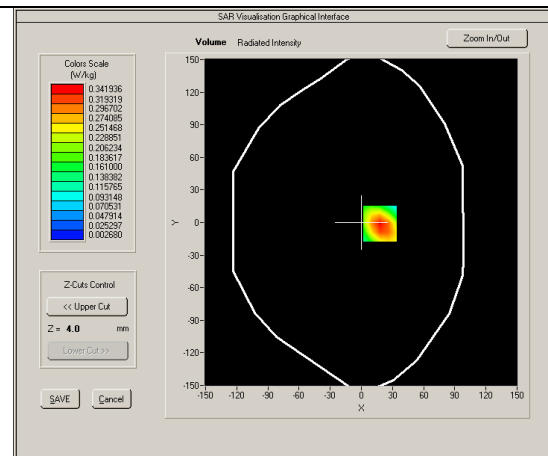 SAR Visualisation Graphical Interface
Volume Radiated Intensity
Zoom In/Out
Colors Scale
(W/kg)
0.341936
0.319319
0.296702
0.274085
0.251468
0.228851
0.206234
0.183617
0.161000
0.138382
0.115765
0.093148
0.070531
0.047914
0.025297
0.002680
Z-Cuts Control
<< Upper Cut
Z = 4.0 mm
Lower Cut >>
SAVE Cancel
150
120
90
60
30
0
-30
-60
-90
-120
-150
Y
-150 -120 -90 -60 -30 0 30 60 90 120 150
X